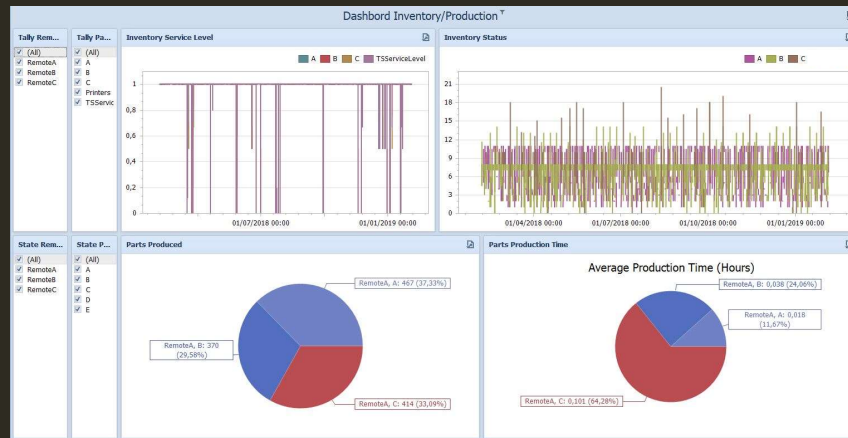 Dashbord Inventory/Production
Tally Rem...
(All)
RemoteA
RemoteB
RemoteC
Tally Pa...
(All)
A
B
C
Printers
TSServic
Inventory Service Level
A B C TSServiceLevel
1
0,8
0,6
0,4
0,2
0
01/07/2018 00:00 01/01/2019 00:00
Inventory Status
A B C
21
18
15
12
9
6
3
0
01/04/2018 00:00 01/07/2018 00:00 01/10/2018 00:00 01/01/2019 00:00
State Rem...
(All)
RemoteA
RemoteB
RemoteC
State P...
(All)
A
B
C
D
E
Parts Produced
RemoteA, A: 467 (37,33%)
RemoteA, B: 370
(29,58%)
RemoteA, C: 414 (33,09%)
Parts Production Time
Average Production Time (Hours)
RemoteA, B: 0,038 (24,06%)
RemoteA, A: 0,018
(11,67%)
RemoteA, C: 0,101 (64,28%)